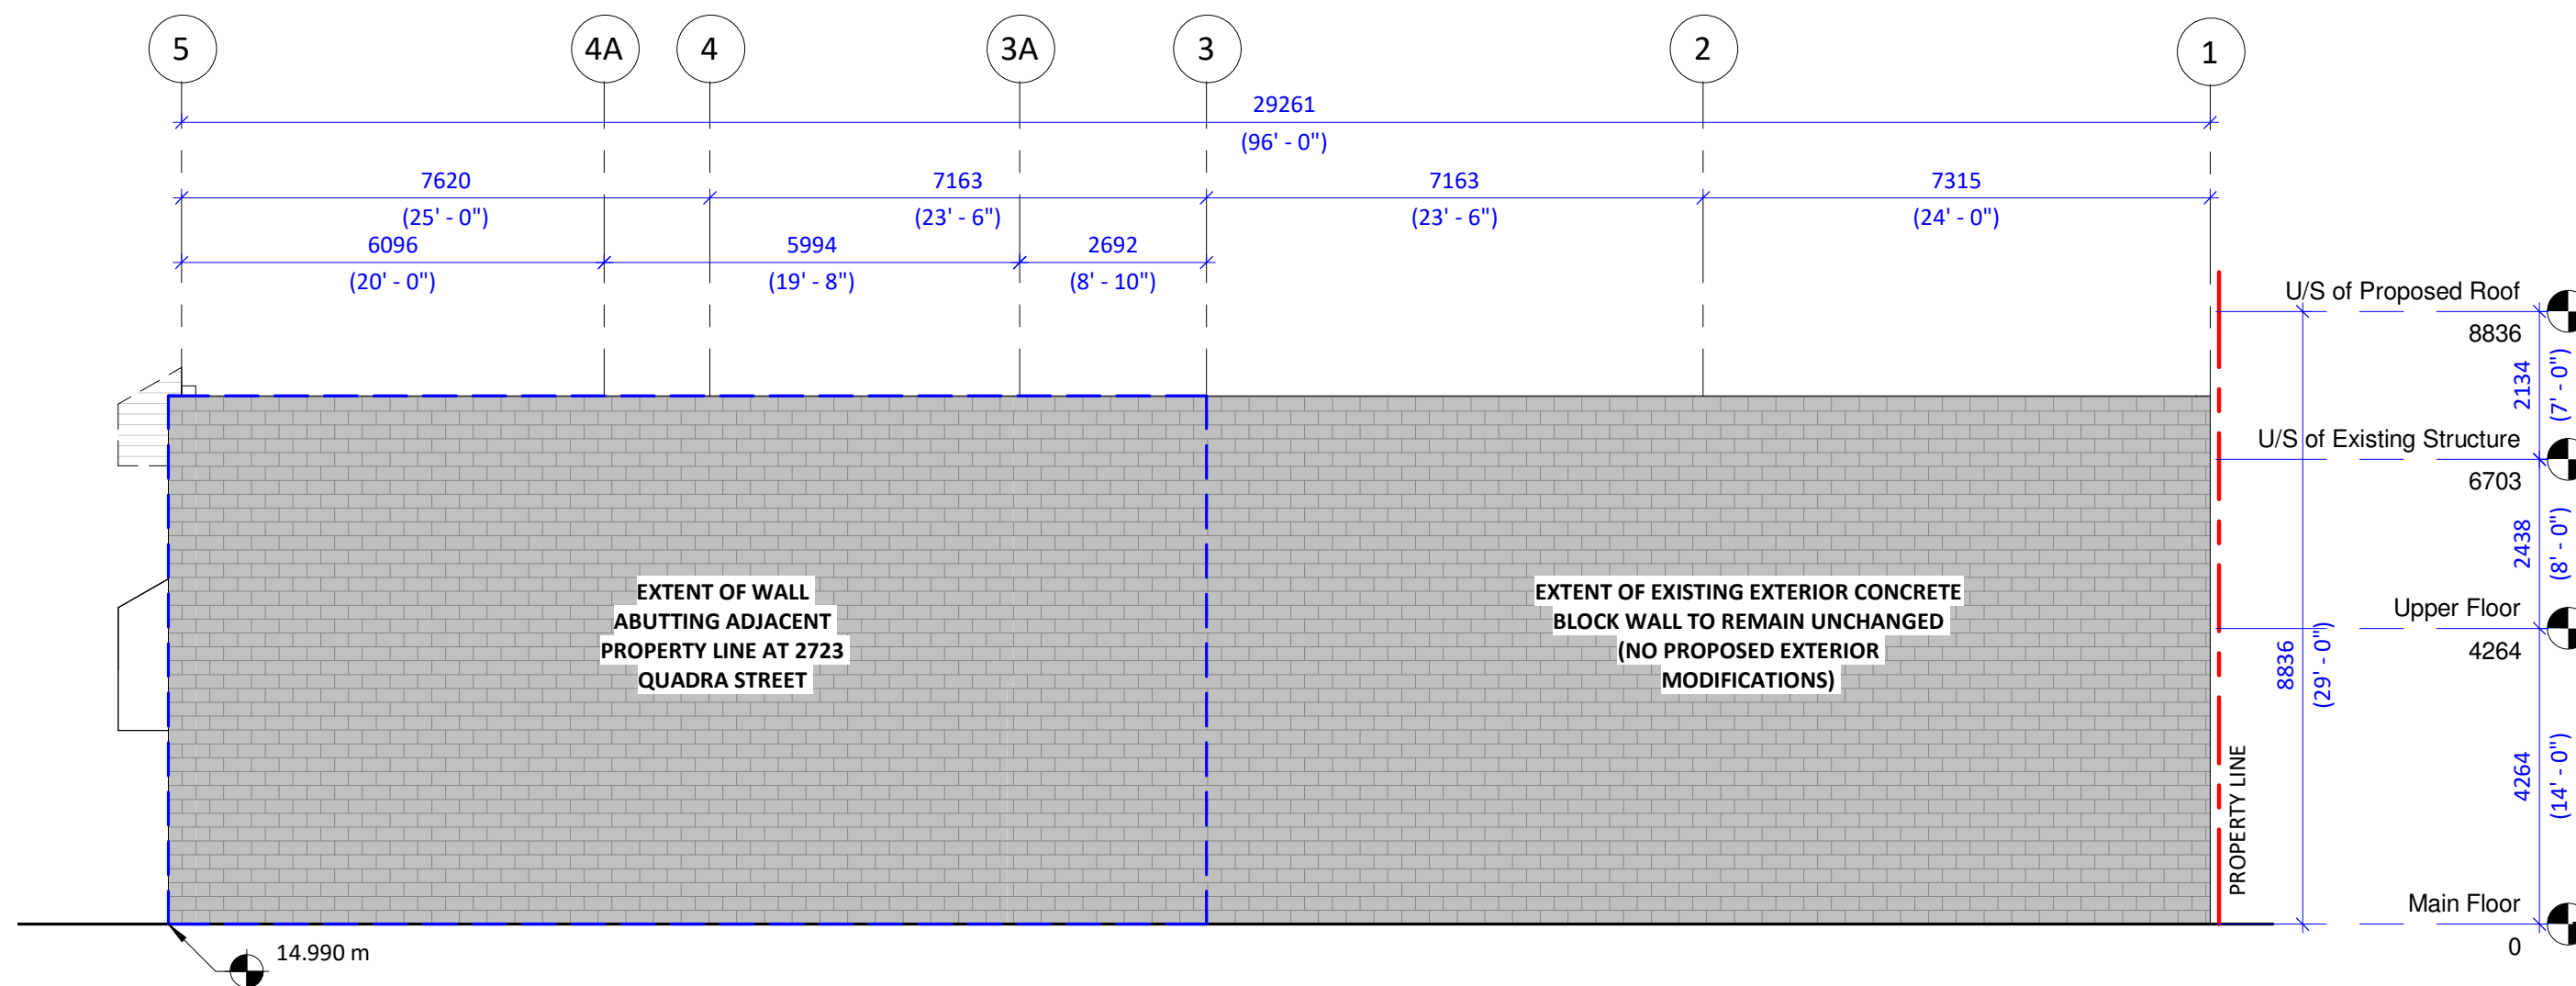 5
4A
4
3A
3
2
1
29261
(96' - 0")
7620
7163
7163
7315
(25' - 0")
(23' - 6")
(23' - 6")
(24' - 0")
6096
5994
2692
(20' - 0")
(19' - 8")
(8' - 10")
U/S of Proposed Roof
8836
2134
(7' - 0")
U/S of Existing Structure
6703
2438
(8' - 0")
Upper Floor
4264
8836
(29' - 0")
4264
(14' - 0")
Main Floor
0
EXTENT OF WALL
ABUTTING ADJACENT
PROPERTY LINE AT 2723
QUADRA STREET
EXTENT OF EXISTING EXTERIOR CONCRETE
BLOCK WALL TO REMAIN UNCHANGED
(NO PROPOSED EXTERIOR
MODIFICATIONS)
PROPERTY LINE
14.990 m